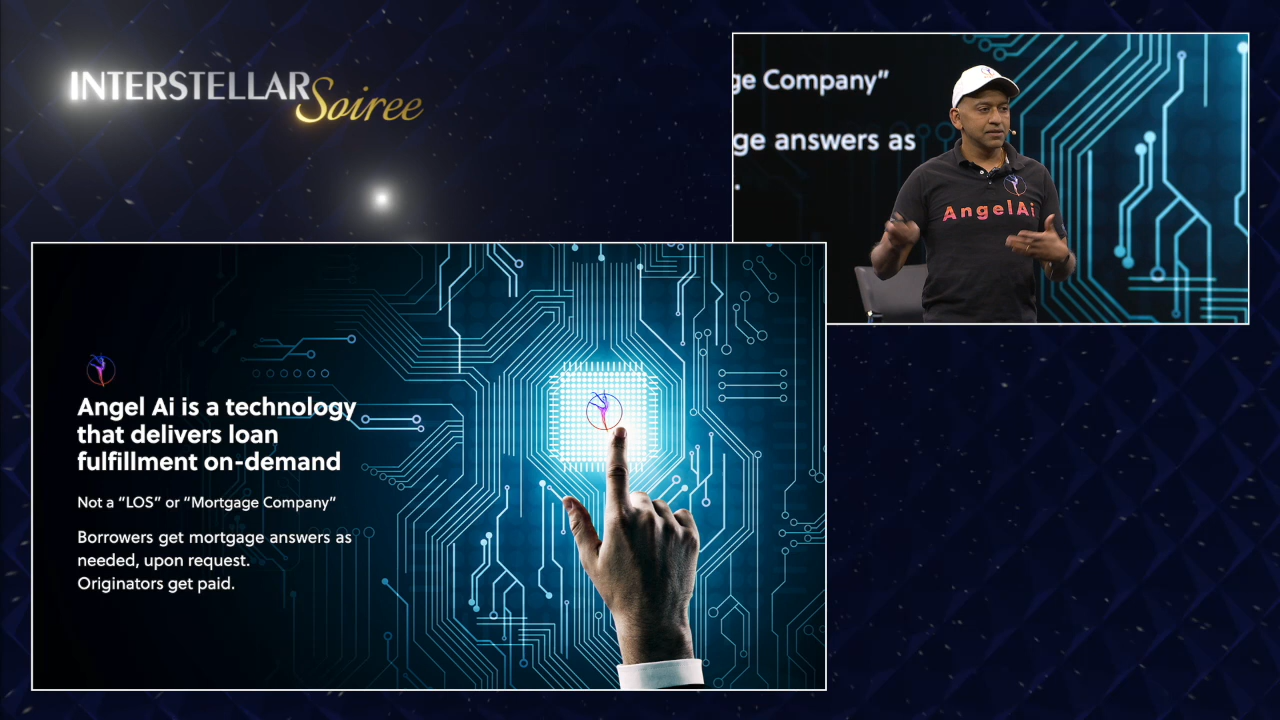 INTERSTELLAR Soiree
ge Company”
ge answers as
AngelAi
Angel Ai is a technology
that delivers loan
fulfillment on-demand
Not a “LOS” or “Mortgage Company”
Borrowers get mortgage answers as
needed, upon request.
Originators get paid.